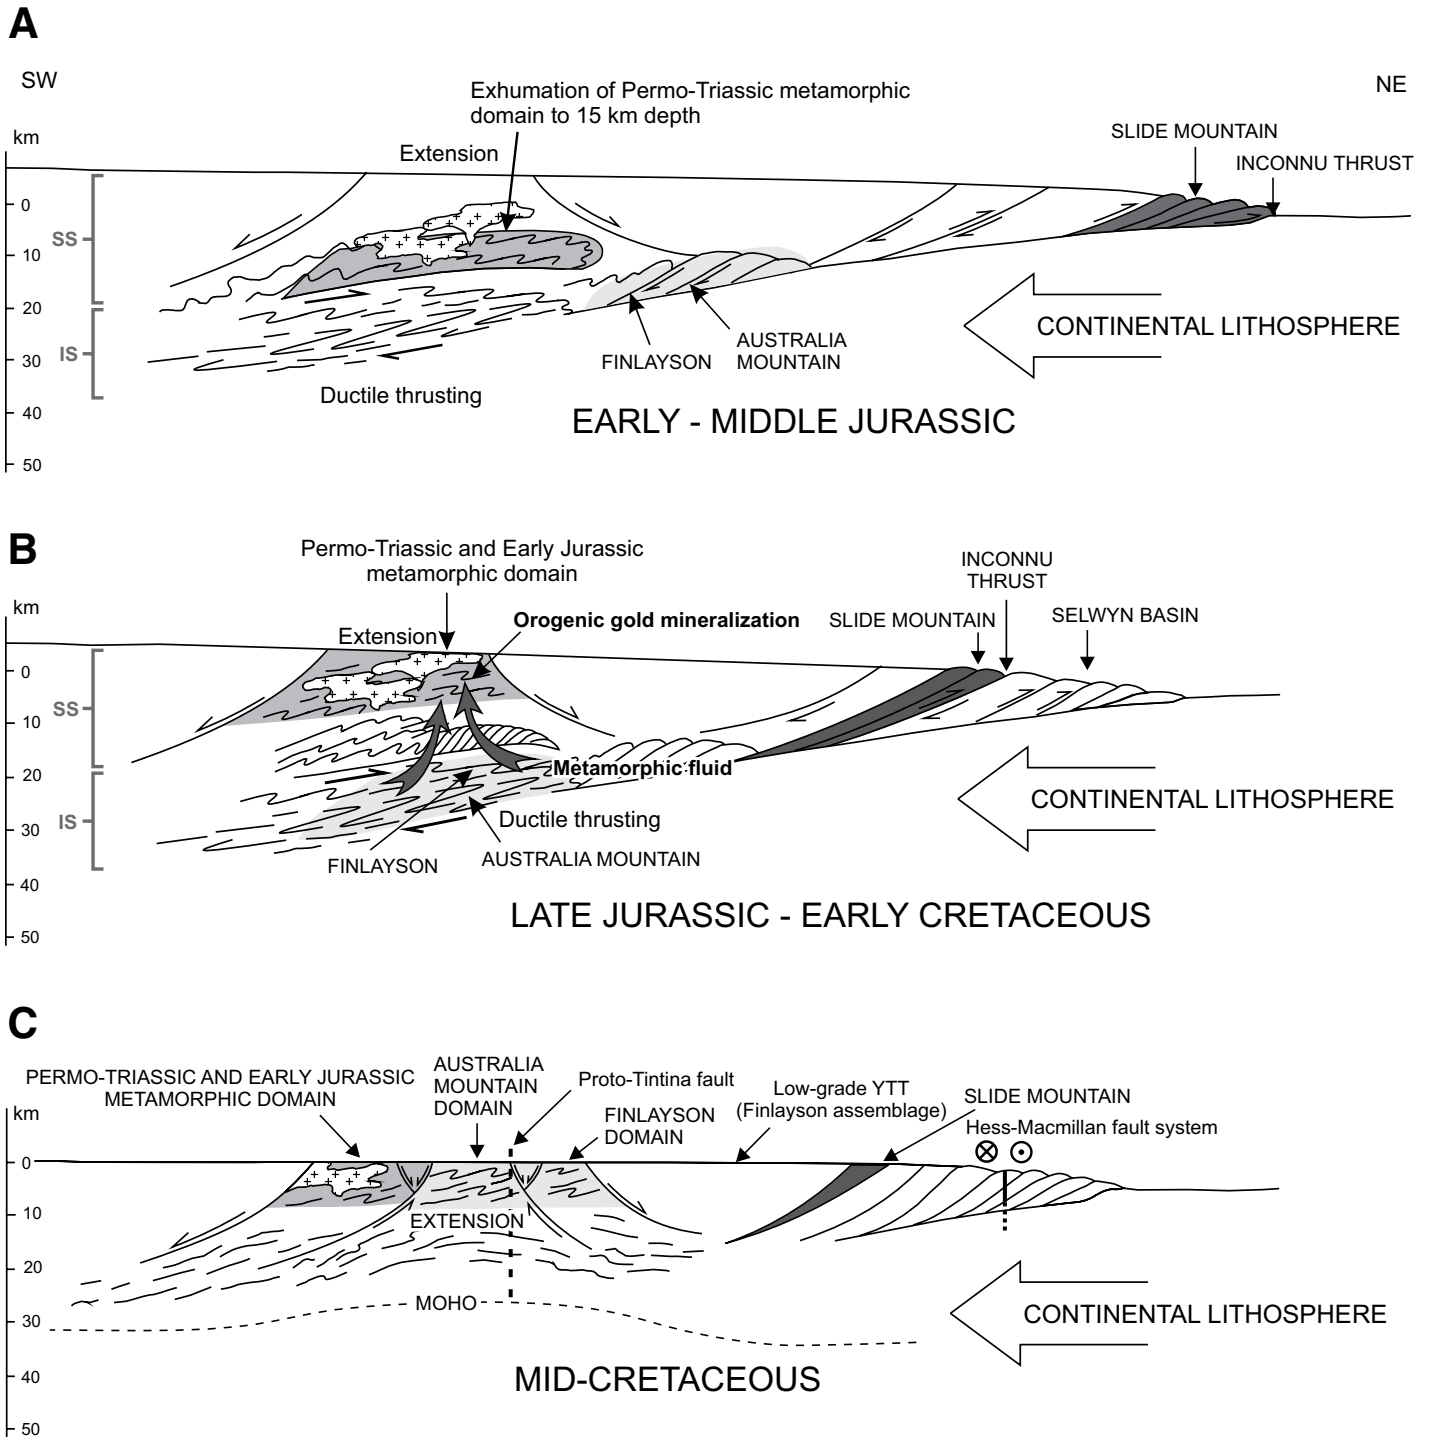 A
SW
NE
Exhumation of Permo-Triassic metamorphic
domain to 15 km depth
SLIDE MOUNTAIN
km
Extension
INCONNU THRUST
0
SS
10
20
CONTINENTAL LITHOSPHERE
AUSTRALIA
MOUNTAIN
IS
30
FINLAYSON
Ductile thrusting
40
EARLY - MIDDLE JURASSIC
50
B
Permo-Triassic and Early Jurassic
metamorphic domain
INCONNU
THRUST
km
Orogenic gold mineralization
SLIDE MOUNTAIN
SELWYN BASIN
Extension
0
SS
10
Metamorphic fluid
20
CONTINENTAL LITHOSPHERE
IS
Ductile thrusting
30
FINLAYSON
AUSTRALIA MOUNTAIN
40
LATE JURASSIC - EARLY CRETACEOUS
50
C
PERMO-TRIASSIC AND EARLY JURASSIC
METAMORPHIC DOMAIN
AUSTRALIA
MOUNTAIN
DOMAIN
Proto-Tintina fault
FINLAYSON
DOMAIN
Low-grade YTT
(Finlayson assemblage)
SLIDE MOUNTAIN
Hess-Macmillan fault system
km
0
10
EXTENSION
20
MOHO
30
CONTINENTAL LITHOSPHERE
40
MID-CRETACEOUS
50